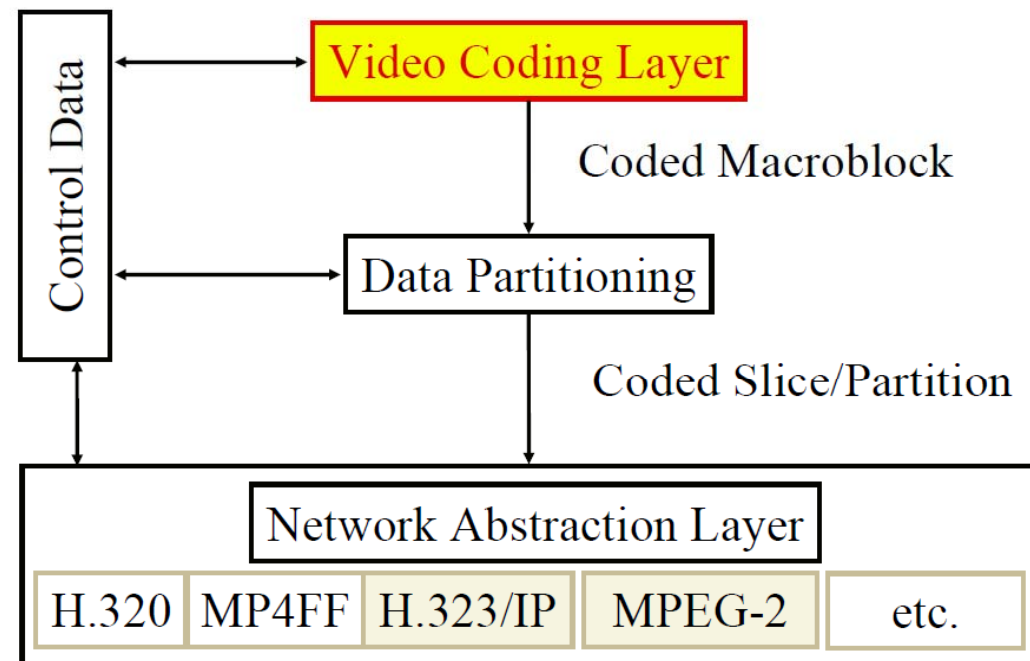 Control Data
Video Coding Layer
Coded Macroblock
Data Partitioning
Coded Slice/Partition
Network Abstraction Layer
H.320 MP4FF H.323/IP MPEG-2 etc.